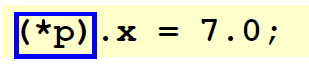 (*p).x = 7.0;